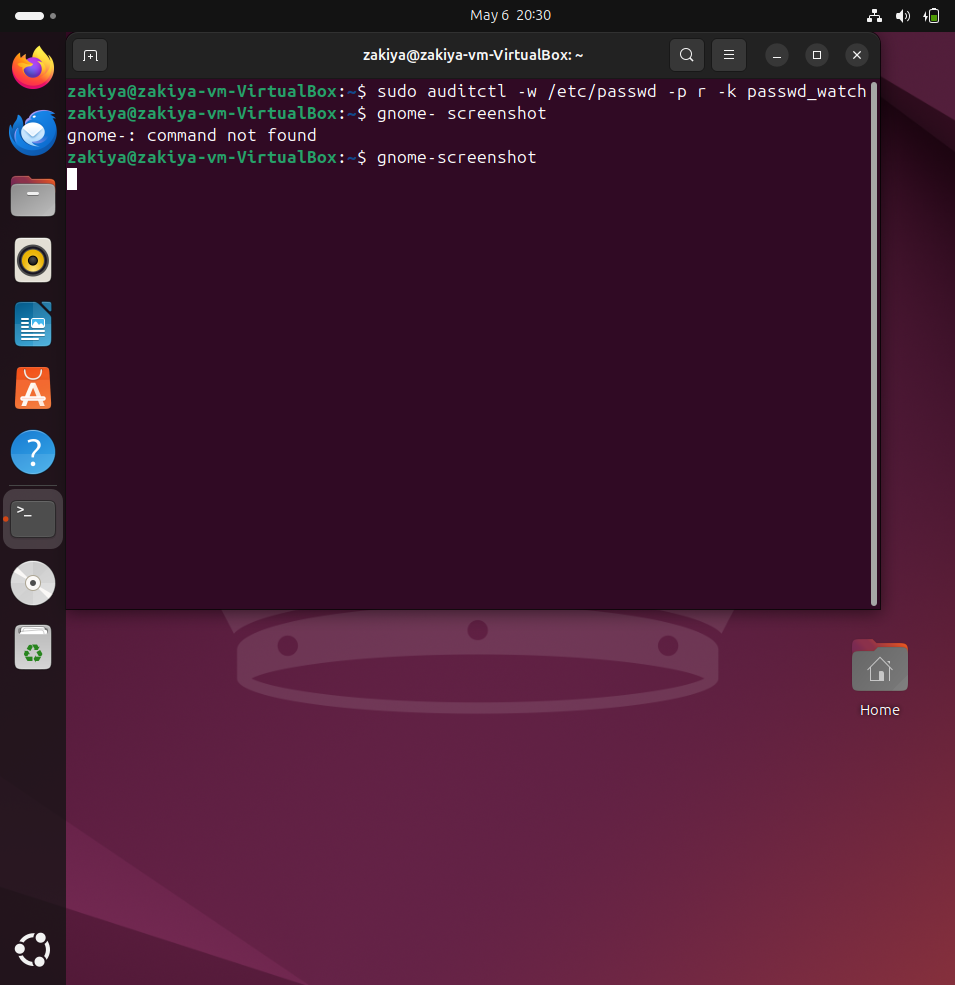 May 6 20:30
zakiya@zakiya-vm-VirtualBox: ~
zakiya@zakiya-vm-VirtualBox:~$ sudo auditctl -w /etc/passwd -p r -k passwd_watch
zakiya@zakiya-vm-VirtualBox:~$ gnome- screenshot
gnome-: command not found
zakiya@zakiya-vm-VirtualBox:~$ gnome-screenshot
Home